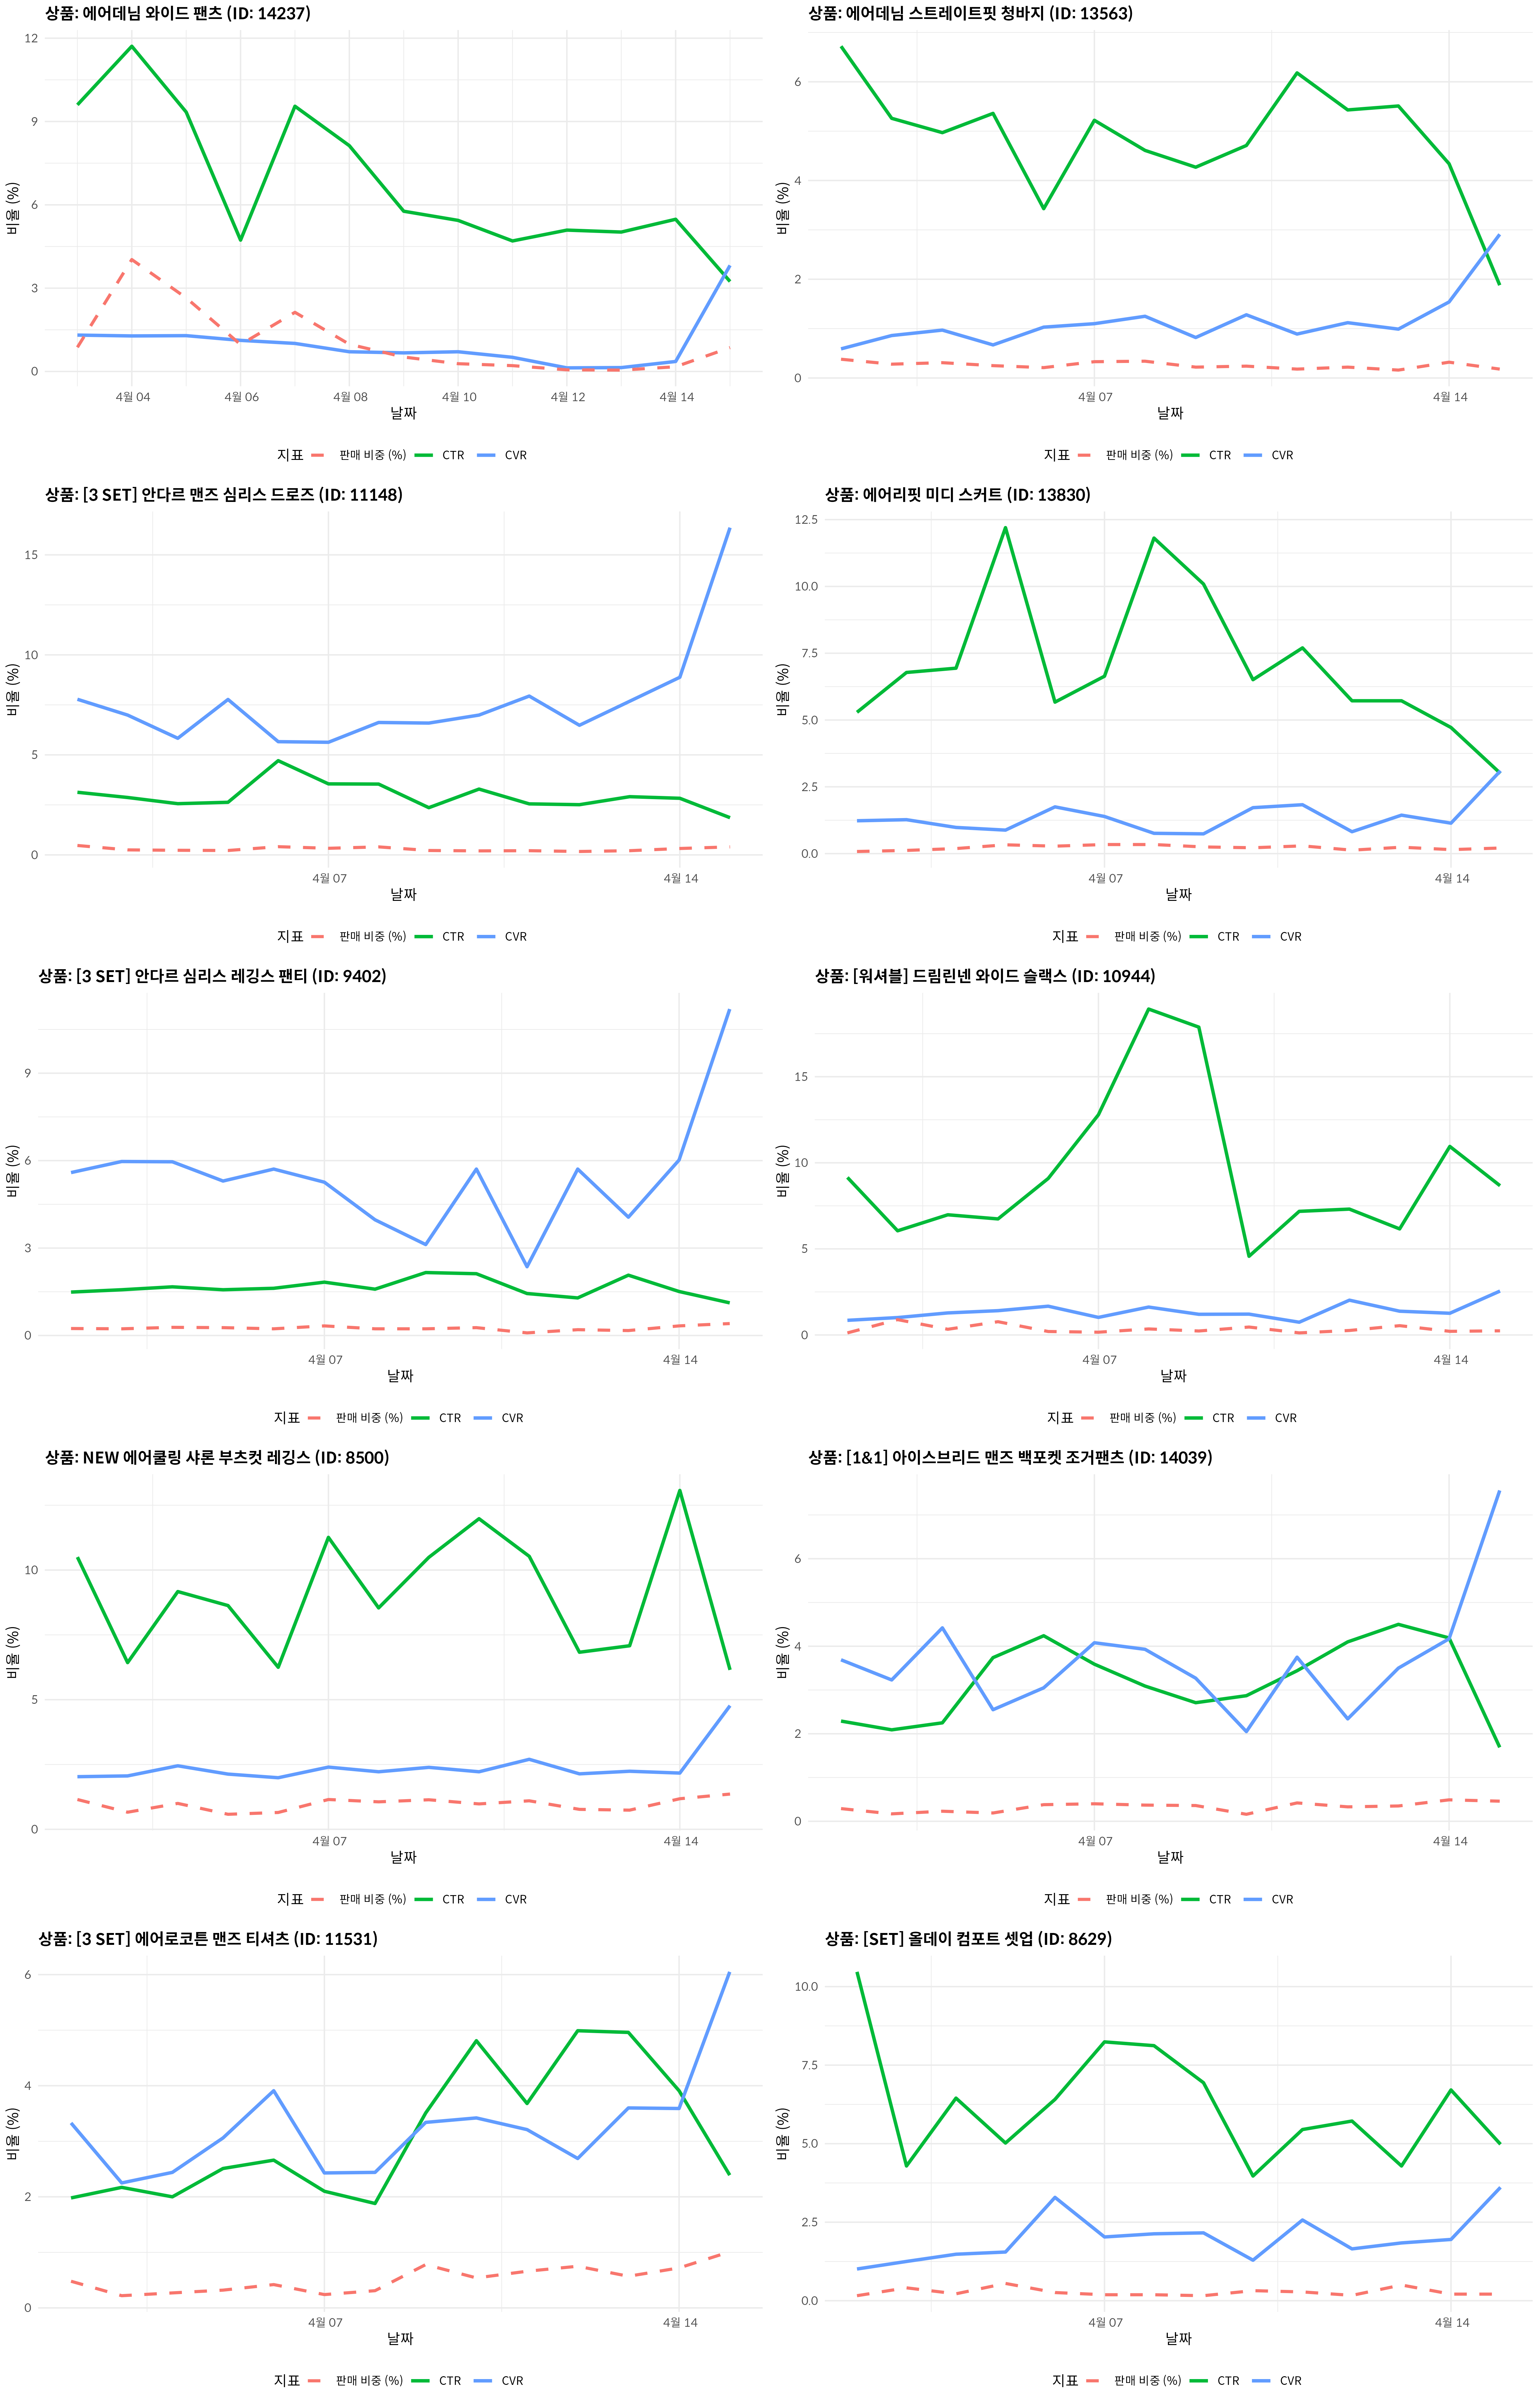 상품: 에어데님 와이드 팬츠 (ID: 14237)
비율 (%)
12
9
6
3
0
4월 04
4월 06
4월 08
4월 10
4월 12
4월 14
날짜
지표 판매 비중 (%) CTR CVR
상품: 에어데님 스트레이트핏 청바지 (ID: 13563)
비율 (%)
6
4
2
0
4월 07
4월 14
날짜
지표 판매 비중 (%) CTR CVR
상품: [3 SET] 안다르 맨즈 심리스 드로즈 (ID: 11148)
비율 (%)
15
10
5
0
4월 07
4월 14
날짜
지표 판매 비중 (%) CTR CVR
상품: 에어리핏 미디 스커트 (ID: 13830)
비율 (%)
12.5
10.0
7.5
5.0
2.5
0.0
4월 07
4월 14
날짜
지표 판매 비중 (%) CTR CVR
상품: [3 SET] 안다르 심리스 레깅스 팬티 (ID: 9402)
비율 (%)
9
6
3
0
4월 07
4월 14
날짜
지표 판매 비중 (%) CTR CVR
상품: [워셔블] 드림린넨 와이드 슬랙스 (ID: 10944)
비율 (%)
15
10
5
0
4월 07
4월 14
날짜
지표 판매 비중 (%) CTR CVR
상품: NEW 에어쿨링 샤론 부츠컷 레깅스 (ID: 8500)
비율 (%)
10
5
0
4월 07
4월 14
날짜
지표 판매 비중 (%) CTR CVR
상품: [1&1] 아이스브리드 맨즈 백포켓 조거팬츠 (ID: 14039)
비율 (%)
6
4
2
0
4월 07
4월 14
날짜
지표 판매 비중 (%) CTR CVR
상품: [3 SET] 에어로코튼 맨즈 티셔츠 (ID: 11531)
비율 (%)
6
4
2
0
4월 07
4월 14
날짜
지표 판매 비중 (%) CTR CVR
상품: [SET] 올데이 컴포트 셋업 (ID: 8629)
비율 (%)
10.0
7.5
5.0
2.5
0.0
4월 07
4월 14
날짜
지표 판매 비중 (%) CTR CVR